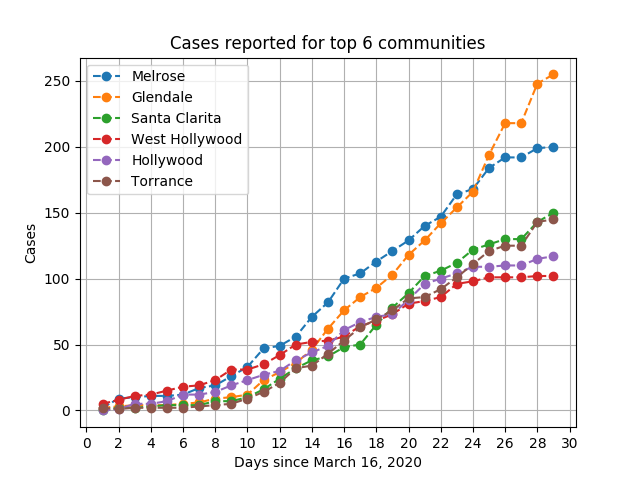 Cases reported for top 6 communities
Melrose
Glendale
Santa Clarita
West Hollywood
Hollywood
Torrance
250
200
150
100
50
0
Cases
0 2 4 6 8 10 12 14 16 18 20 22 24 26 28 30
Days since March 16, 2020